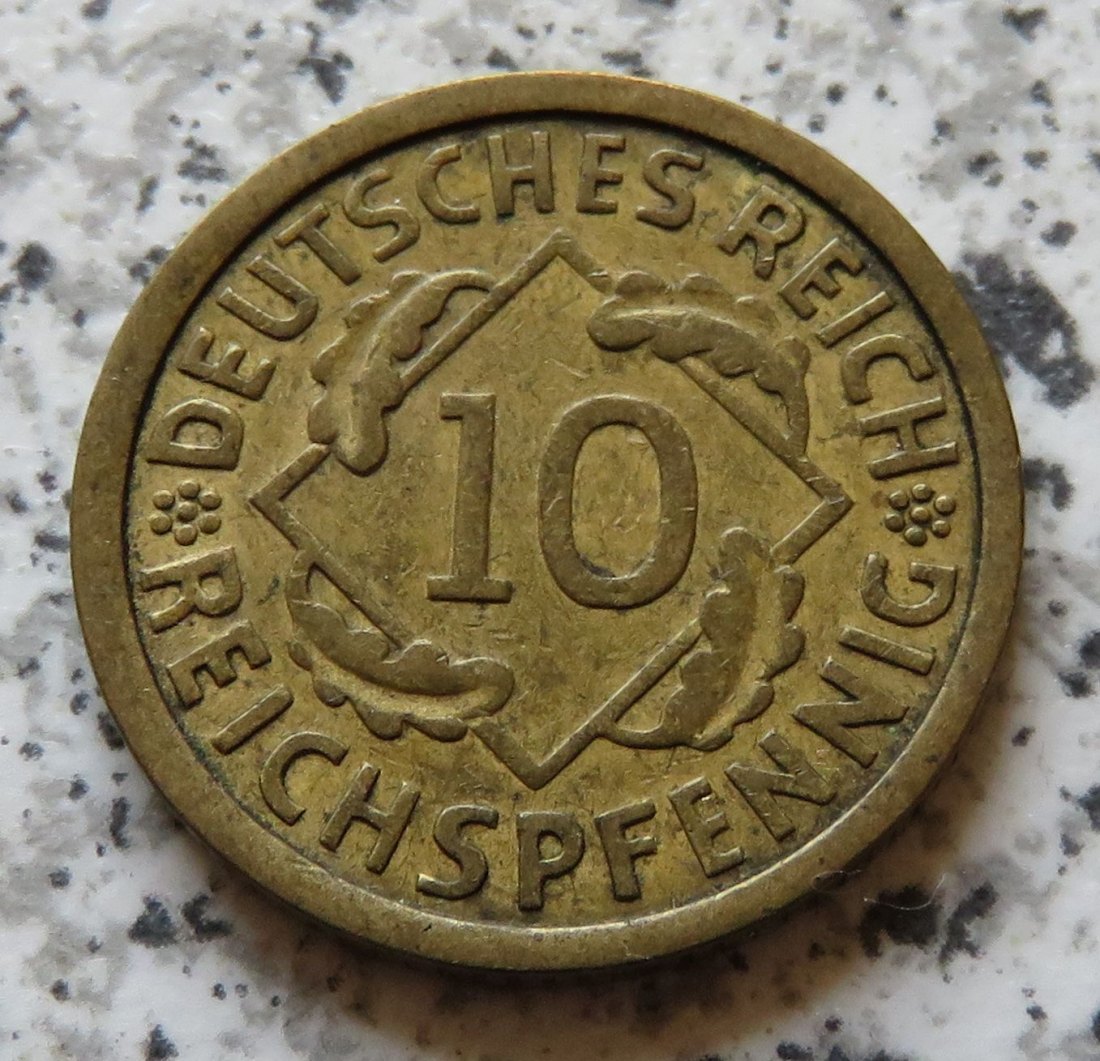 DEUTSCHES REICH
10
REICHSPFENNIG